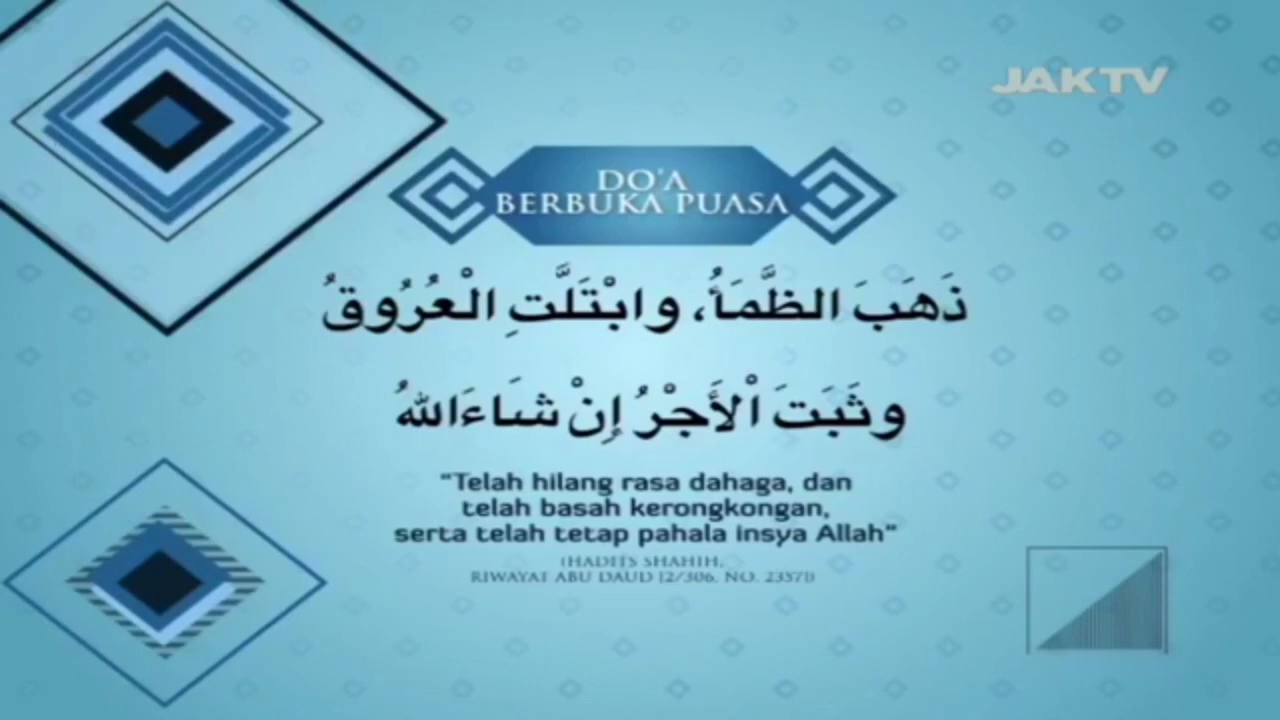 JAKTV
DO'A
BERBUKA PUASA
ذَهَبَ الظَّمَأُ، وابْتَلَّتِ الْعُرُوقُ
وثَبَتَ الْأَجْرُ إِنْ شَاءَ اللهُ
"Telah hilang rasa dahaga, dan
telah basah kerongkongan,
serta telah tetap pahala insya Allah"
(HADITS SHAHIH,
RIWAYAT ABU DAUD [2/306, NO. 2357])